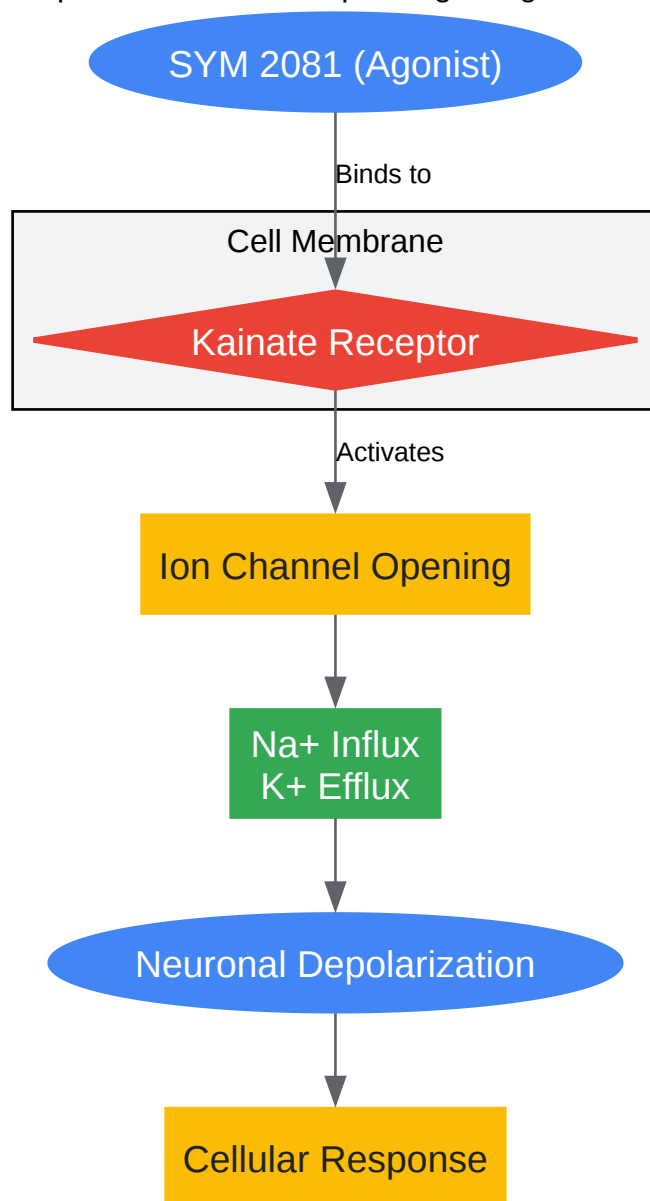 SYM 2081 (Agonist)
Binds to
Cell Membrane
Kainate Receptor
Activates
Ion Channel Opening
Na+ Influx
K+ Efflux
Neuronal Depolarization
Cellular Response